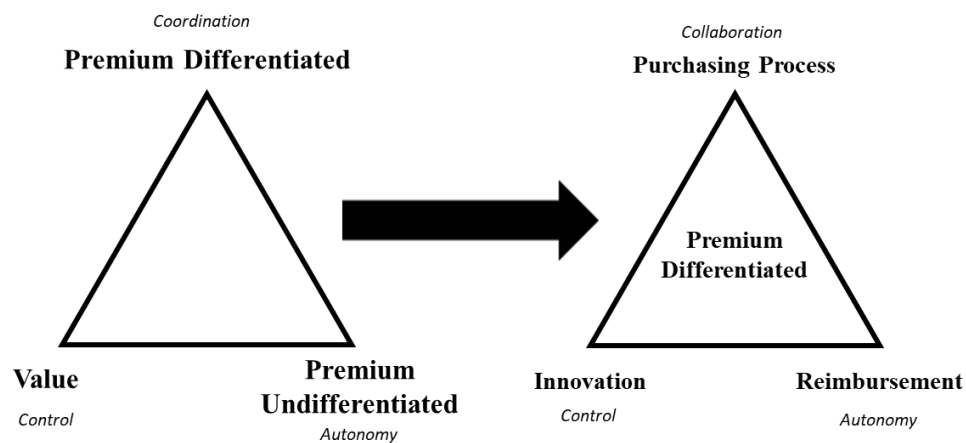 Coordination
Premium Differentiated
Value
Control
Premium
Undifferentiated
Autonomy
Collaboration
Purchasing Process
Premium
Differentiated
Innovation
Control
Reimbursement
Autonomy